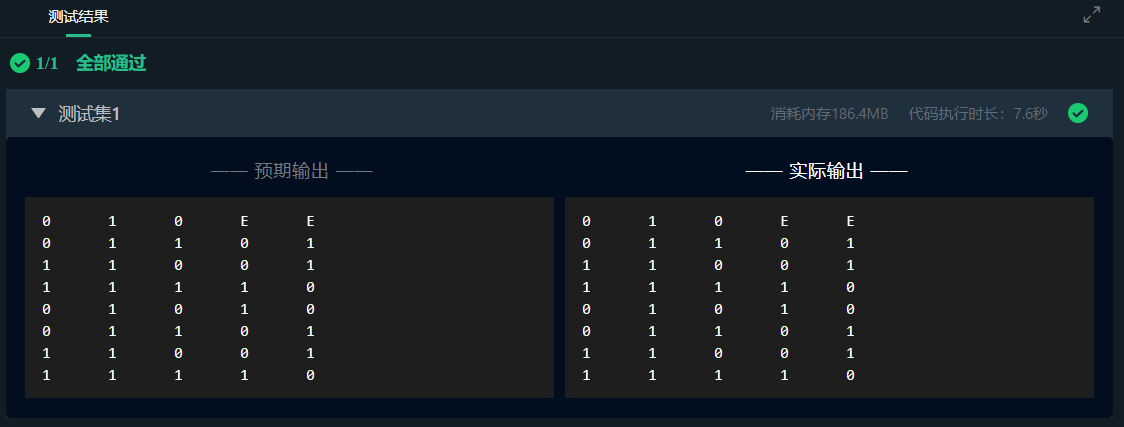 测试结果
1/1 全部通过
测试集1 消耗内存186.4MB 代码执行时长：7.6秒
—— 预期输出 —— —— 实际输出 ——
0 1 0 E E 0 1 0 E E
0 1 1 0 1 0 1 1 0 1
1 1 0 0 1 1 1 0 0 1
1 1 1 1 0 1 1 1 1 0
0 1 0 1 0 0 1 0 1 0
0 1 1 0 1 0 1 1 0 1
1 1 0 0 1 1 1 0 0 1
1 1 1 1 0 1 1 1 1 0